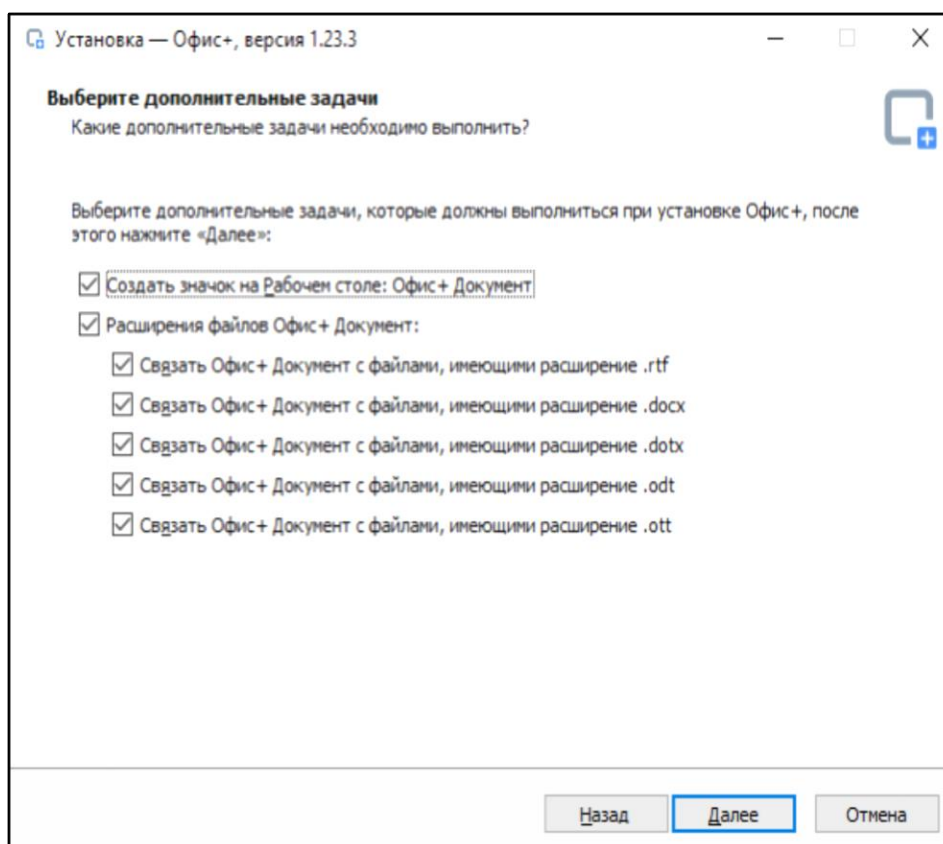 Установка — Офис+, версия 1.23.3
Выберите дополнительные задачи
Какие дополнительные задачи необходимо выполнить?
Выберите дополнительные задачи, которые должны выполниться при установке Офис+, после
этого нажмите «Далее»:
Создать значок на Рабочем столе: Офис+ Документ
Расширения файлов Офис+ Документ:
Связать Офис+ Документ с файлами, имеющими расширение .rtf
Связать Офис+ Документ с файлами, имеющими расширение .docx
Связать Офис+ Документ с файлами, имеющими расширение .dotx
Связать Офис+ Документ с файлами, имеющими расширение .odt
Связать Офис+ Документ с файлами, имеющими расширение .ott
Назад Далее Отмена